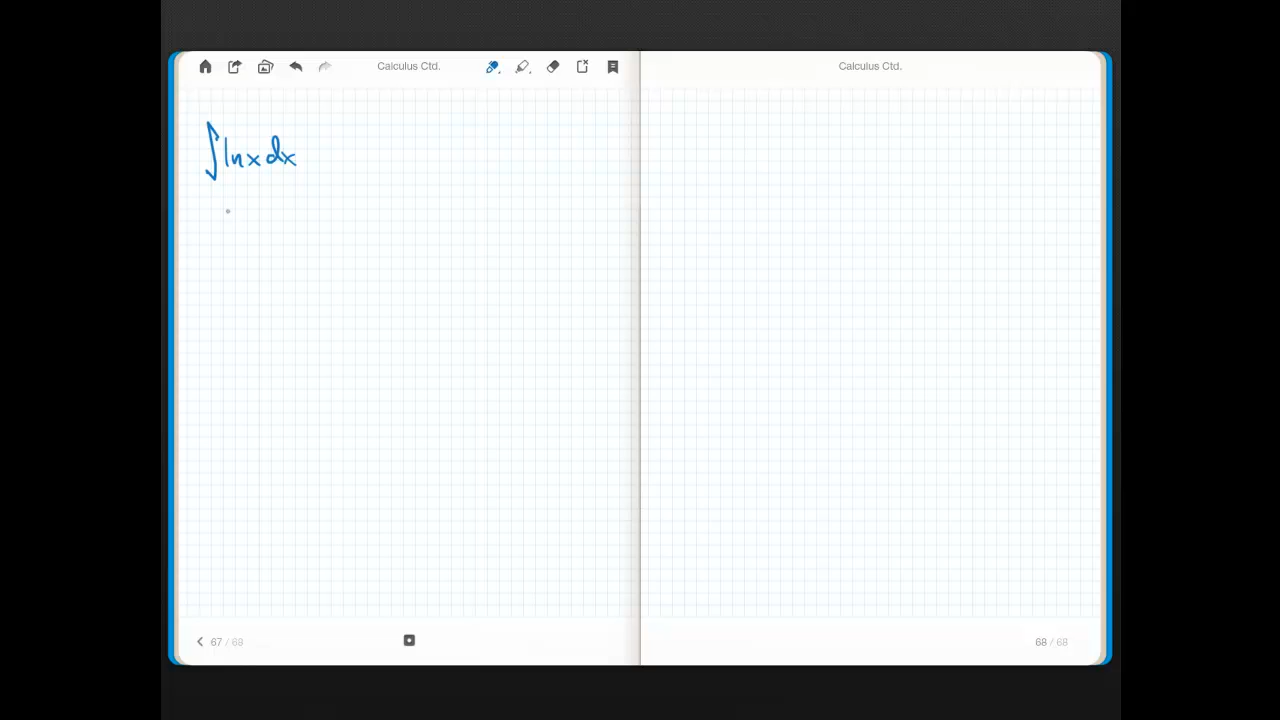 Calculus Ctd.
Calculus Ctd.
∫ln x dx
67 / 68
68 / 68